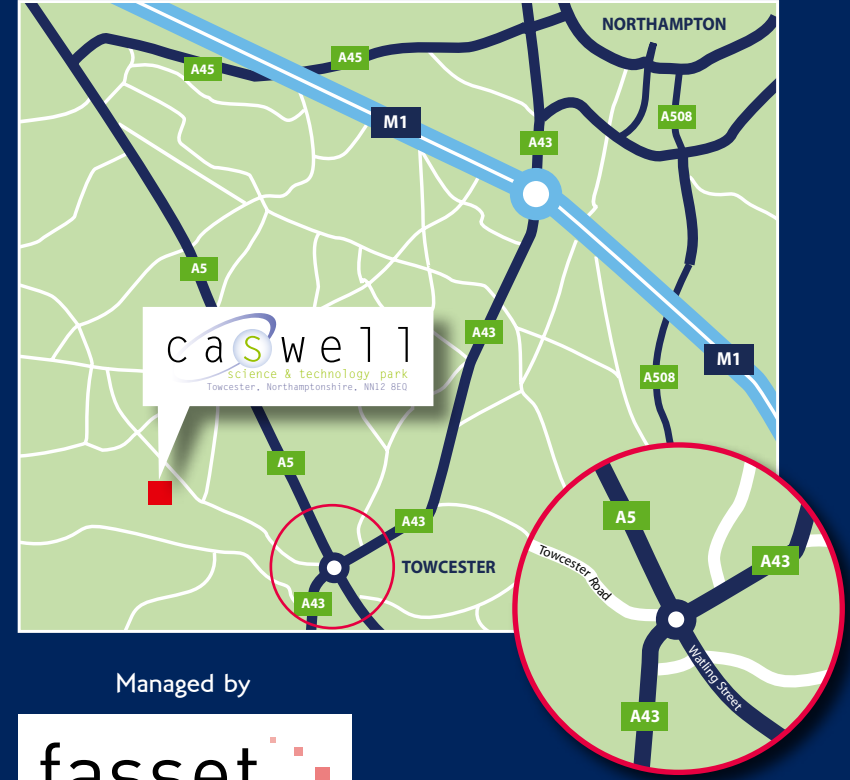 NORTHAMPTON
A45
A45
M1
A508
A43
A5
caswell
science & technology park
Towcester, Northamptonshire, NN12 8EQ
A43
M1
A508
A5
A43
TOWCESTER
A43
A5
A43
Towcester Road
Watling Street
A43
Managed by
fasset